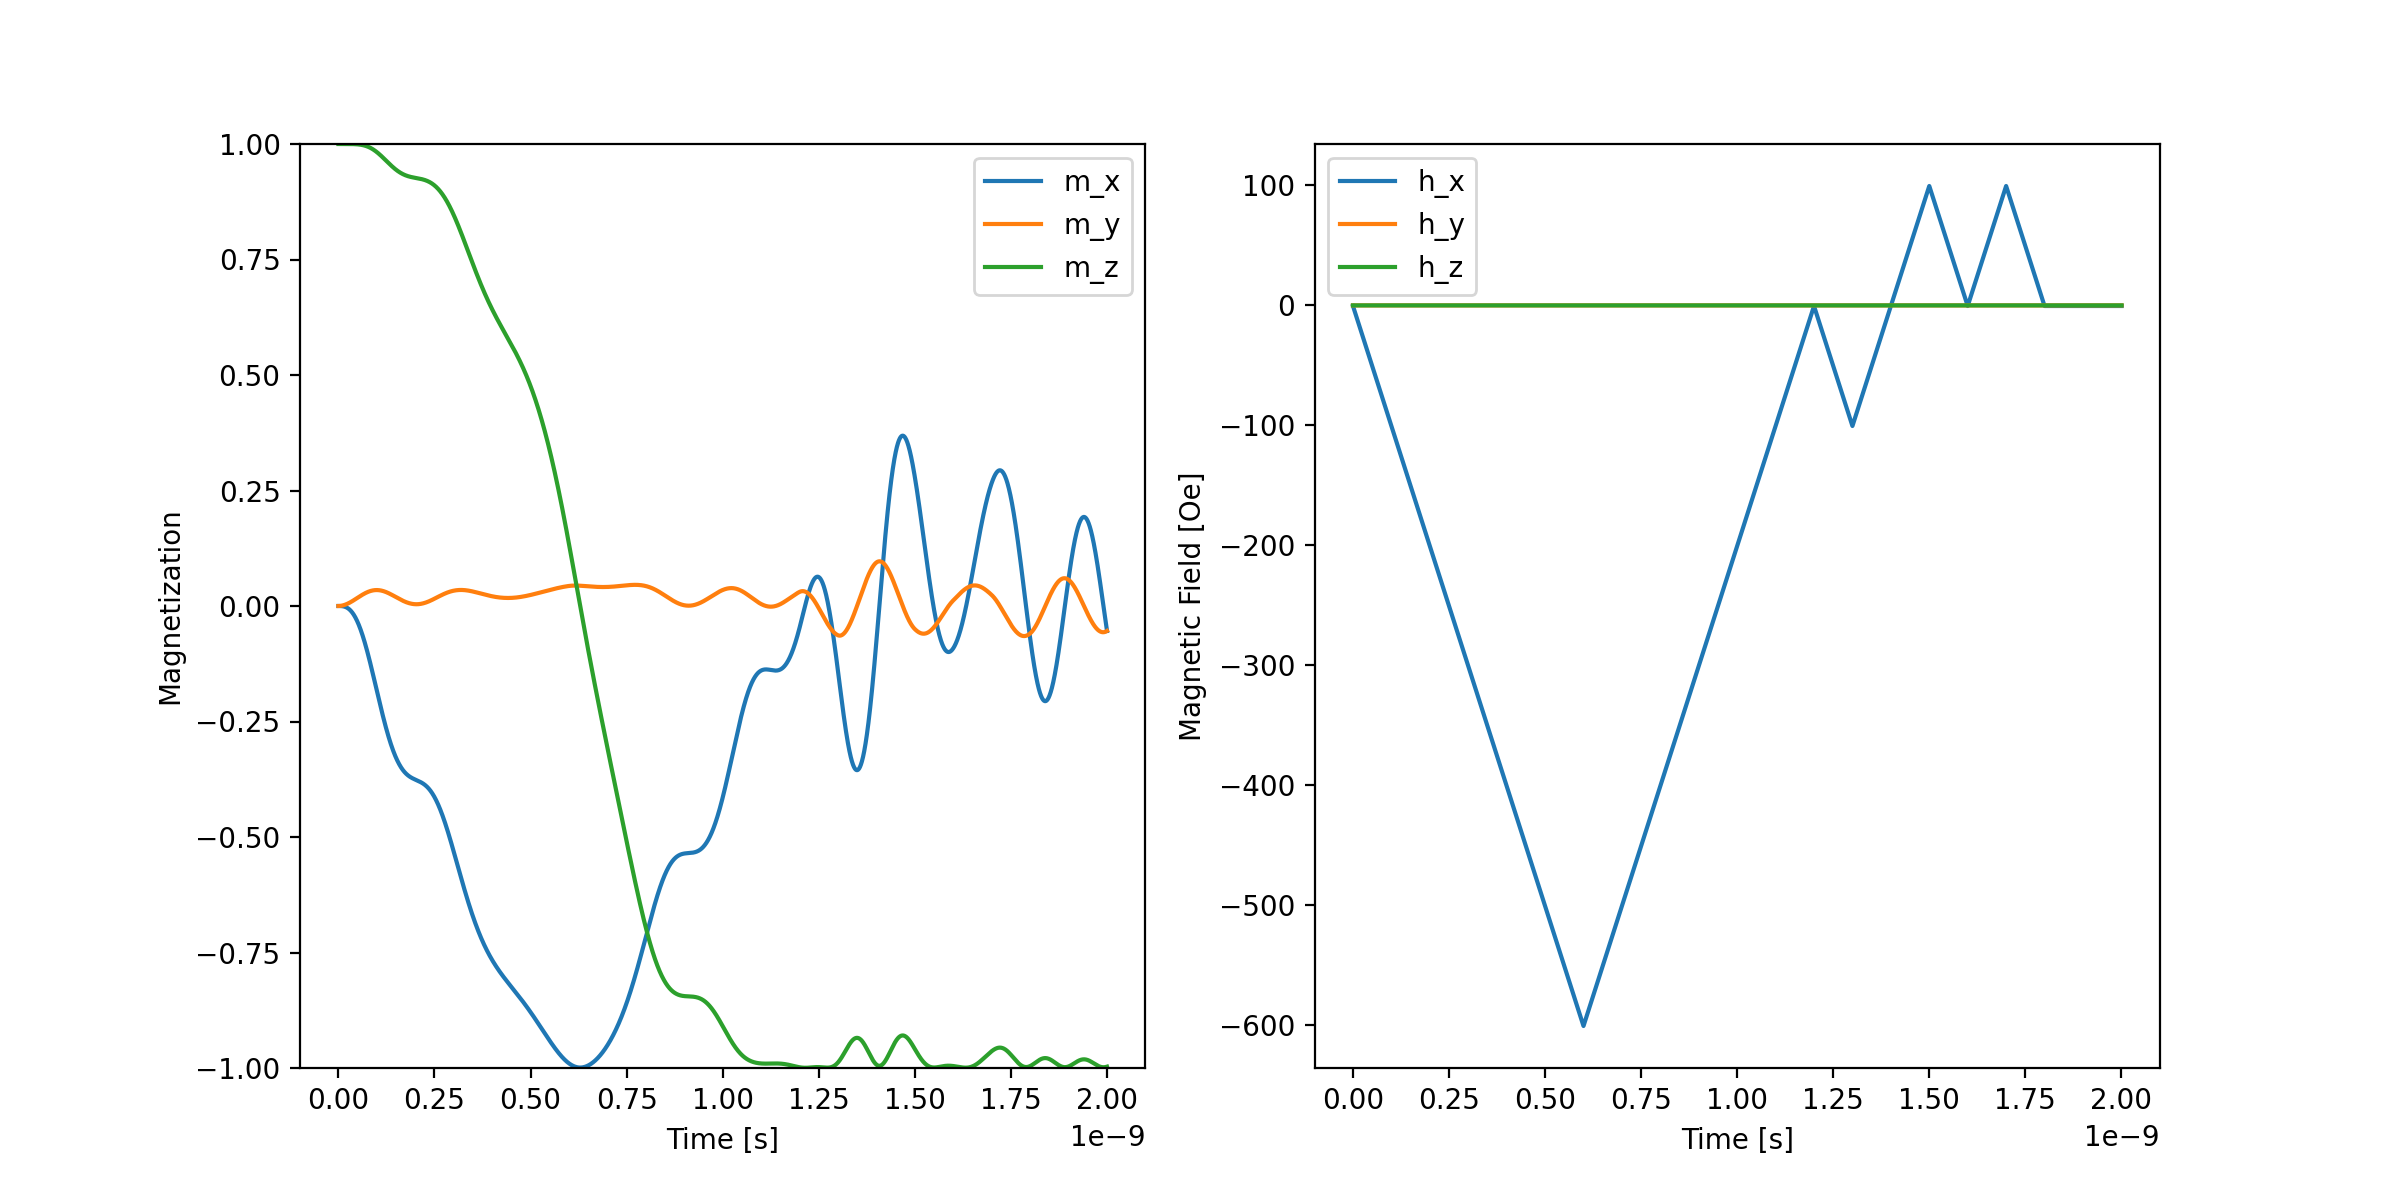 Magnetization
1.00
0.75
0.50
0.25
0.00
−0.25
−0.50
−0.75
−1.00
m_x
m_y
m_z
0.00 0.25 0.50 0.75 1.00 1.25 1.50 1.75 2.00
Time [s]
1e−9
Magnetic Field [Oe]
100
0
−100
−200
−300
−400
−500
−600
h_x
h_y
h_z
0.00 0.25 0.50 0.75 1.00 1.25 1.50 1.75 2.00
Time [s]
1e−9